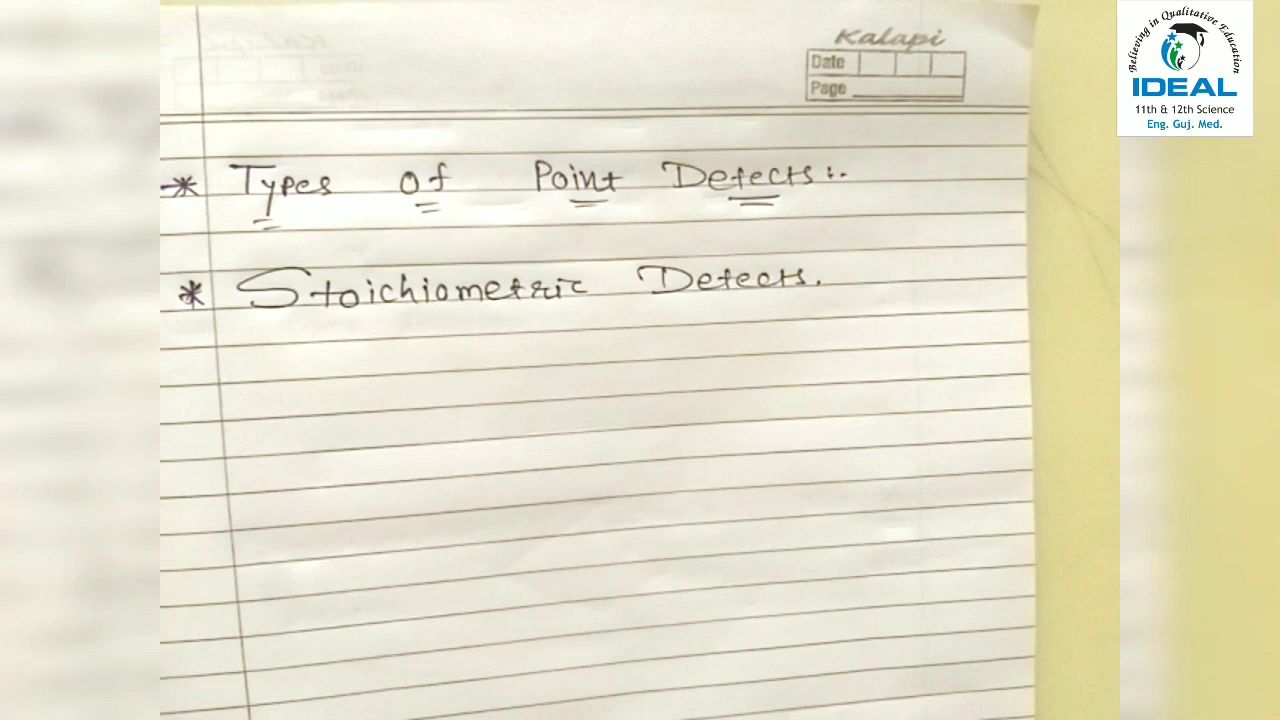 Kalapi
Date
Page
* Types of Point Defects :-
* Stoichiometric Defects.
Believing in Qualitative Education
IDEAL
11th & 12th Science
Eng. Guj. Med.